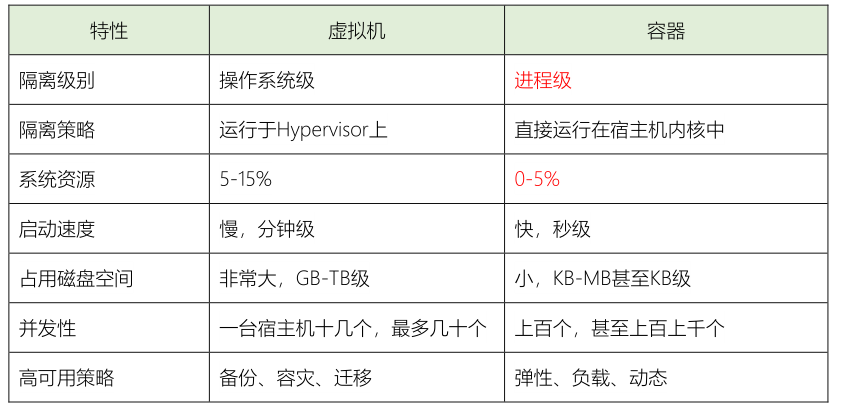 特性 虚拟机 容器
隔离级别 操作系统级 进程级
隔离策略 运行于Hypervisor上 直接运行在宿主机内核中
系统资源 5-15% 0-5%
启动速度 慢，分钟级 快，秒级
占用磁盘空间 非常大，GB-TB级 小，KB-MB甚至KB级
并发性 一台宿主机十几个，最多几十个 上百个，甚至上百上千个
高可用策略 备份、容灾、迁移 弹性、负载、动态